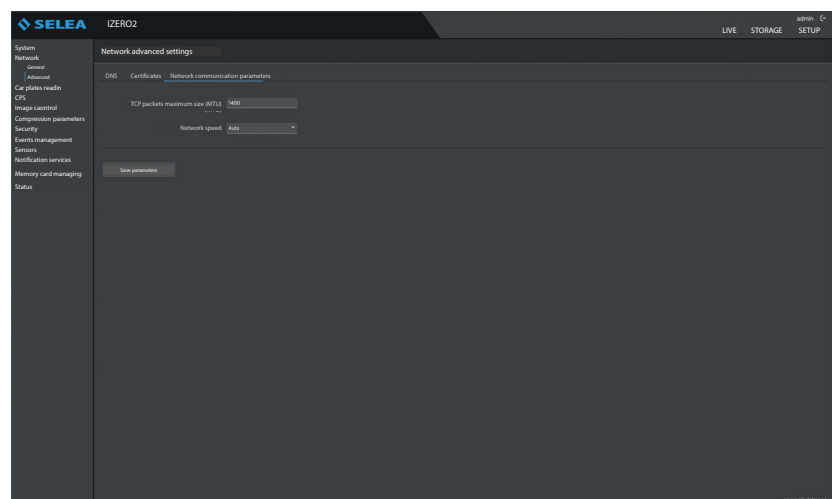 SELEA
IZERO2
admin
LIVE STORAGE SETUP
System
Network
General
Advanced
Car plates readin
CPS
Image caontrol
Compression parameters
Security
Events management
Sensors
Notification services
Memory card managing
Status
Network advanced settings
DNS Certificates Network communication parameters
TCP packets maximum size (MTU) 1400
Network speed Auto
Save parameters